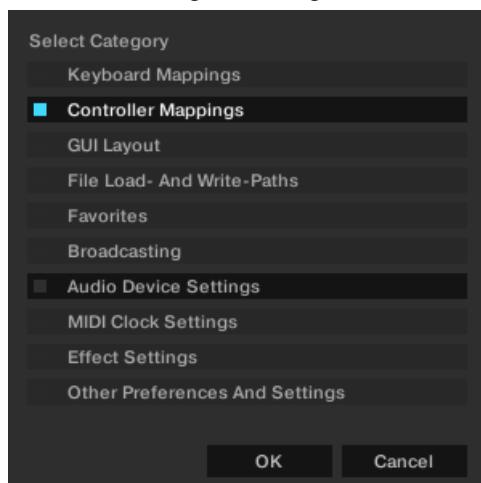 Select Category
Keyboard Mappings
Controller Mappings
GUI Layout
File Load- And Write-Paths
Favorites
Broadcasting
Audio Device Settings
MIDI Clock Settings
Effect Settings
Other Preferences And Settings
OK Cancel